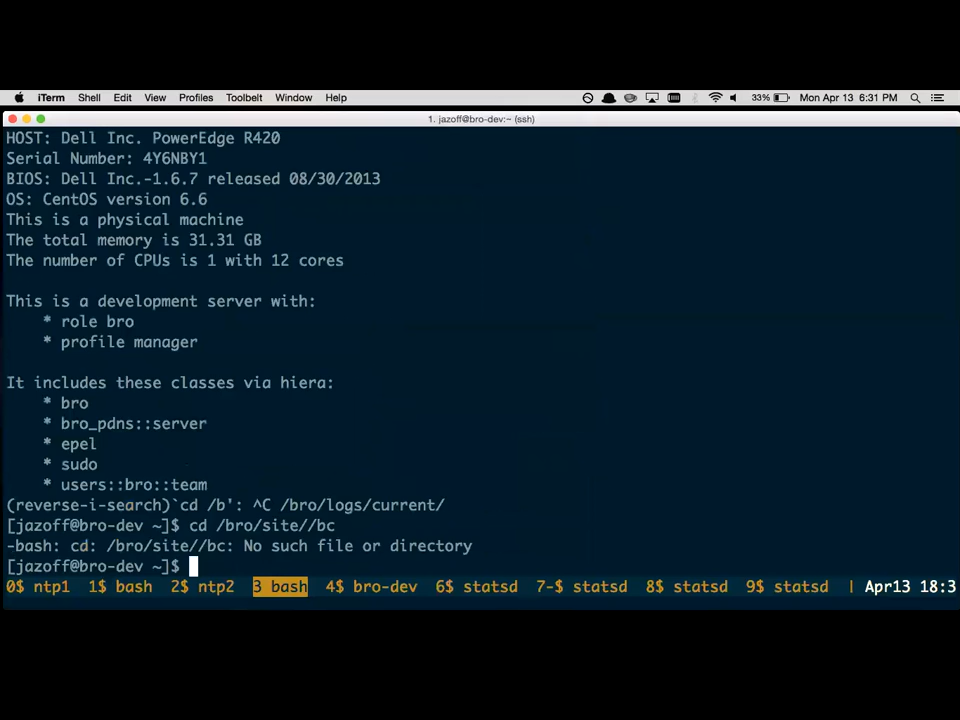 iTerm Shell Edit View Profiles Toolbelt Window Help 33% Mon Apr 13 6:31 PM
1. jazoff@bro-dev:~ (ssh)
HOST: Dell Inc. PowerEdge R420
Serial Number: 4Y6NBY1
BIOS: Dell Inc.-1.6.7 released 08/30/2013
OS: CentOS version 6.6
This is a physical machine
The total memory is 31.31 GB
The number of CPUs is 1 with 12 cores
This is a development server with:
* role bro
* profile manager
It includes these classes via hiera:
* bro
* bro_pdns::server
* epel
* sudo
* users::bro::team
(reverse-i-search)`cd /b': ^C /bro/logs/current/
[jazoff@bro-dev ~]$ cd /bro/site//bc
-bash: cd: /bro/site//bc: No such file or directory
[jazoff@bro-dev ~]$
0$ ntp1 1$ bash 2$ ntp2 3 bash 4$ bro-dev 6$ statsd 7-$ statsd 8$ statsd 9$ statsd | Apr13 18:3